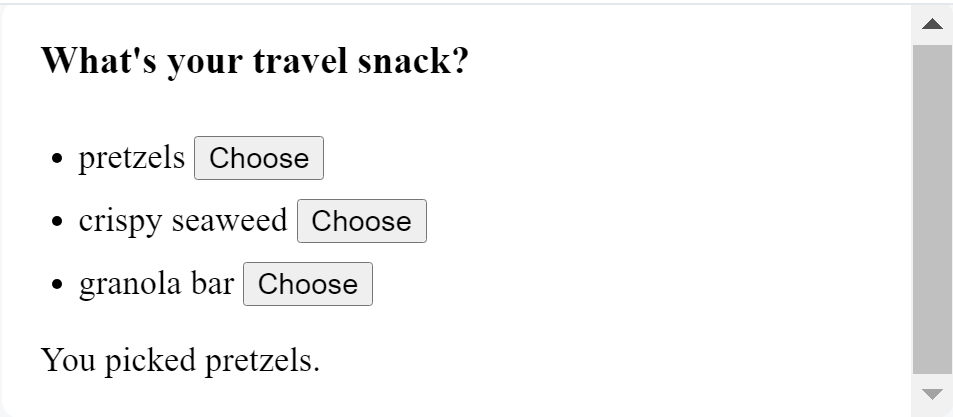 What's your travel snack?
• pretzels Choose
• crispy seaweed Choose
• granola bar Choose
You picked pretzels.